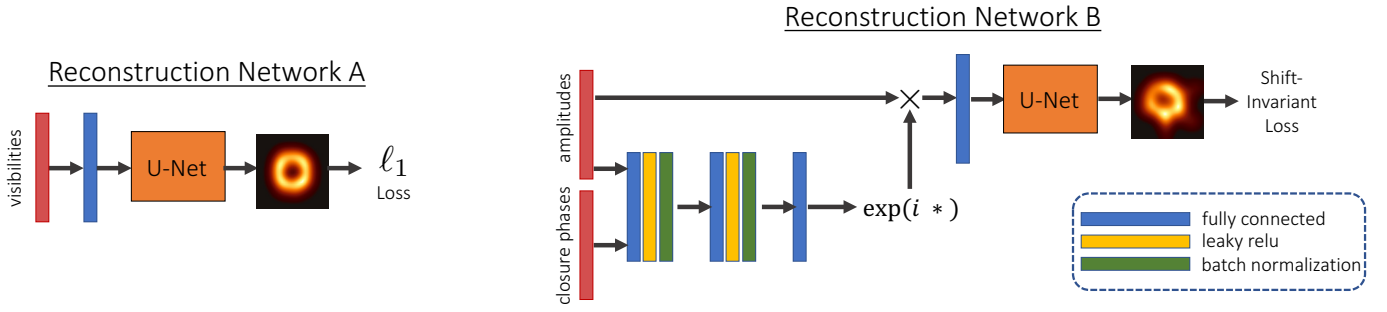 Reconstruction Network A
visibilities
U-Net
ℓ₁
Loss
Reconstruction Network B
amplitudes
closure phases
×
exp(i *)
U-Net
Shift-
Invariant
Loss
fully connected
leaky relu
batch normalization